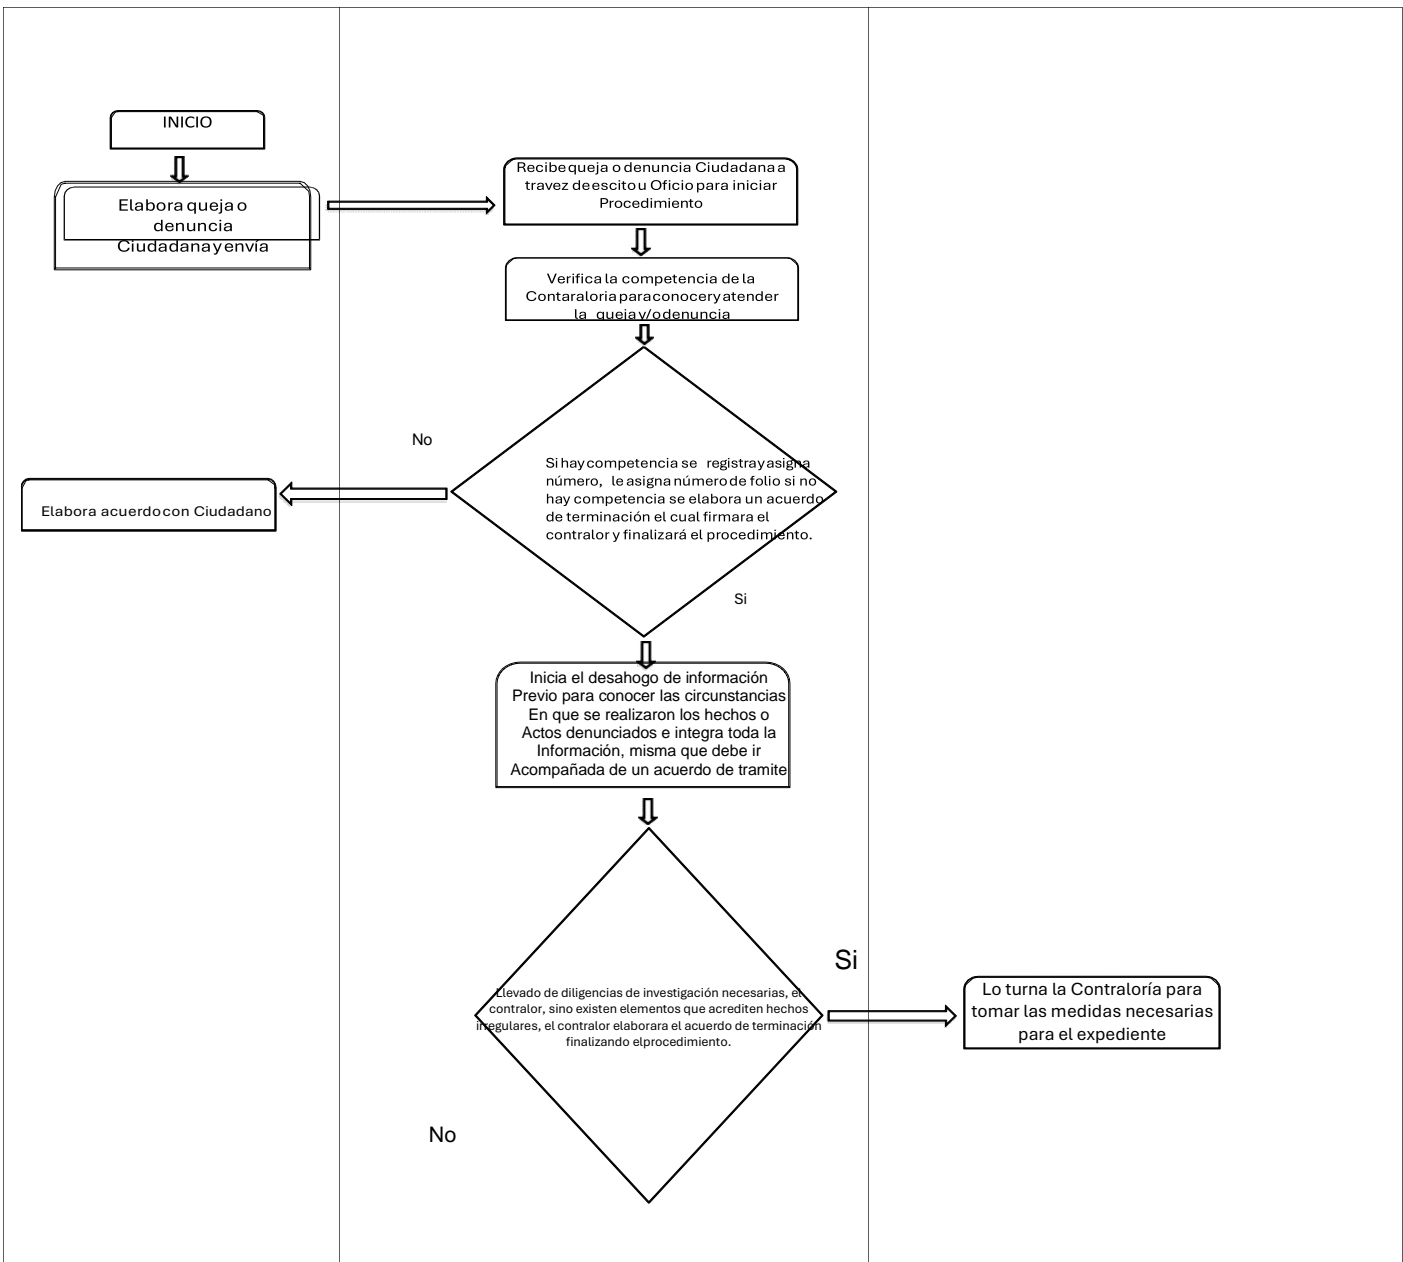 INICIO
Elabora queja o
denuncia
Ciudadana y envía
Recibe queja o denuncia Ciudadana a
travez de escito u Oficio para iniciar
Procedimiento
Verifica la competencia de la
Contaraloria para conocer y atender
la queja y/o denuncia
No
Si hay competencia se registra y asigna
número, le asigna número de folio si no
hay competencia se elabora un acuerdo
de terminación el cual firmara el
contralor y finalizará el procedimiento.
Elabora acuerdo con Ciudadano
Si
Inicia el desahogo de información
Previo para conocer las circunstancias
En que se realizaron los hechos o
Actos denunciados e integra toda la
Información, misma que debe ir
Acompañada de un acuerdo de tramite
Llevado de diligencias de investigación necesarias, el
contralor, sino existen elementos que acrediten hechos
irregulares, el contralor elaborara el acuerdo de terminación
finalizando elprocedimiento.
Si
Lo turna la Contraloría para
tomar las medidas necesarias
para el expediente
No